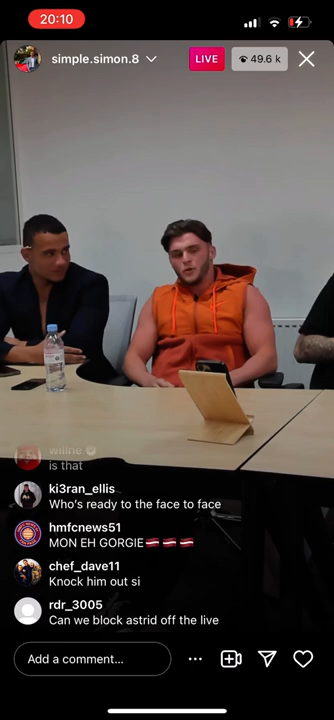 20:10
simple.simon.8
LIVE
49.6 k
willne
is that
ki3ran_ellis
Who's ready to the face to face
hmfcnews51
MON EH GORGIE🇱🇻🇱🇻🇱🇻
chef_dave11
Knock him out si
rdr_3005
Can we block astrid off the live
Add a comment...